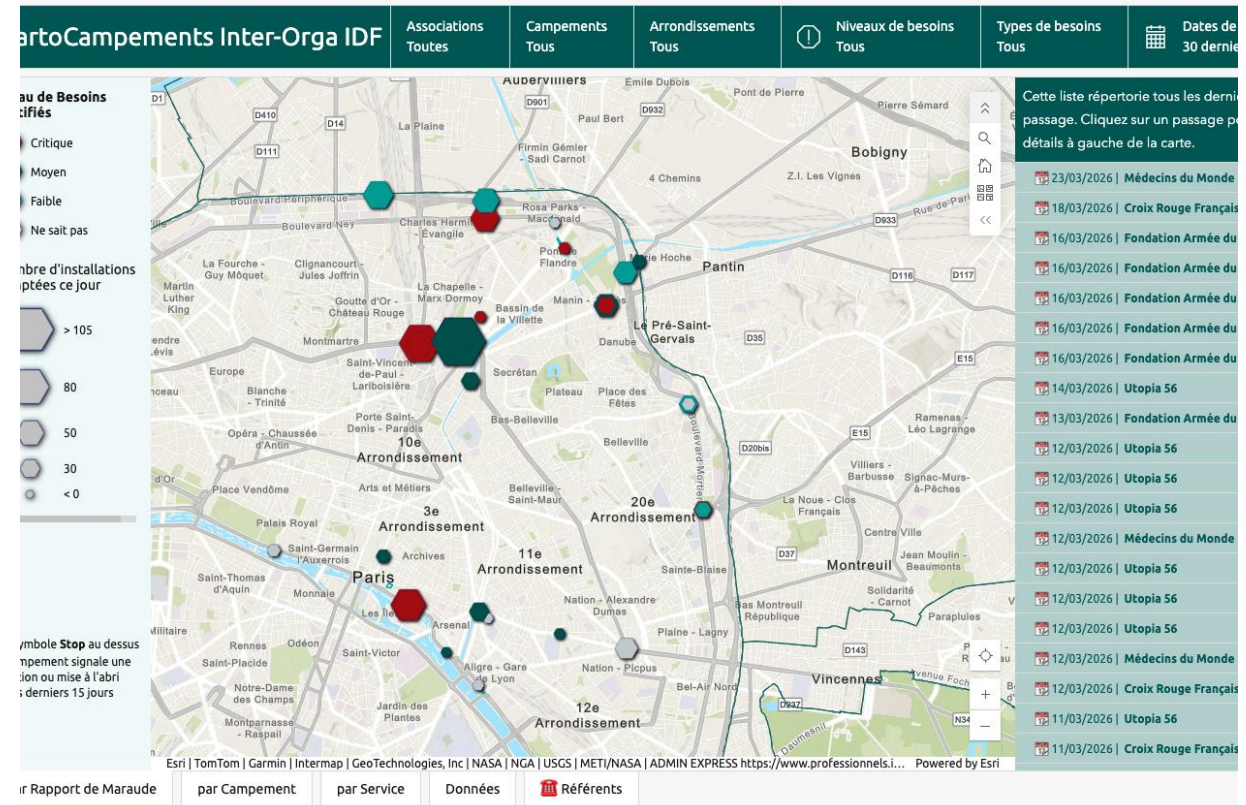 artoCampements Inter-Orga IDF
Associations
Toutes
Campements
Tous
Arrondissements
Tous
Niveaux de besoins
Tous
Types de besoins
Tous
Dates de
30 dernie
au de Besoins
tifiés
Critique
Moyen
Faible
Ne sait pas
mbre d'installations
ptées ce jour
> 105
80
50
30
< 0
ymbole Stop au dessus
mpement signale une
tion ou mise à l'abri
s derniers 15 jours
Aubervilliers
Emile Dubois
Pont de Pierre
Pierre Sémard
D1
D410
D14
D901
D932
Paul Bert
La Plaine
D111
Firmin Gémier
- Sadi Carnot
Bobigny
4 Chemins
Z.I. Les Vignes
Boulevard Périphérique
Boulevard Ney
Rosa Parks -
Macdonald
D933
Rue de Pari
La Fourche -
Guy Môquet
Clignancourt -
Jules Joffrin
Pantin
D116
D117
Martin
Luther
King
La Chapelle -
Marx Dormoy
Goutte d'Or -
Château Rouge
Bassin de
la Villette
Montmartre
Le Pré-Saint-
Gervais
D35
Danube
E15
Europe
Saint-Vincent-
de-Paul -
Lariboisière
Secrétan
Blanche
- Trinité
Plateau
Place des
Fêtes
Porte Saint-
Denis - Paradis
Bas-Belleville
Opéra - Chaussée
d'Antin
10e
Arrondissement
Belleville
Boulevard Mortier
D20bis
E15
Ramenas -
Léo Lagrange
Villiers -
Barbusse
Signac-Murs-
à-Pêches
Place Vendôme
Arts et Métiers
Belleville -
Saint-Maur
20e
Arrondissement
La Noue - Clos
Français
Palais Royal
3e
Arrondissement
Centre Ville
Saint-Germain
l'Auxerrois
Archives
11e
Arrondissement
Sainte-Blaise
D37
Montreuil
Jean Moulin -
Beaumonts
Saint-Thomas
d'Aquin
Monnaie
Paris
Nation - Alexandre
Dumas
Bas Montreuil
République
Solidarité
- Carnot
Paraplules
Arsenal
Militaire
Rennes
Odéon
Saint-Victor
Saint-Placide
Plaine - Lagny
D143
Aligre - Gare
de Lyon
Nation - Picpus
Vincennes
Avenue Foch
Notre-Dame
des Champs
Jardin des
Plantes
Bel-Air Nord
12e
Arrondissement
D237
N34
Daumesnil
Montparnasse
- Raspail
Esri | TomTom | Garmin | Intermap | GeoTechnologies, Inc | NASA | NGA | USGS | METI/NASA | ADMIN EXPRESS https://www.professionnels.i... Powered by Esri
Cette liste répertorie tous les dernie
passage. Cliquez sur un passage po
détails à gauche de la carte.
23/03/2026 | Médecins du Monde
18/03/2026 | Croix Rouge Français
16/03/2026 | Fondation Armée du
16/03/2026 | Fondation Armée du
16/03/2026 | Fondation Armée du
16/03/2026 | Fondation Armée du
16/03/2026 | Fondation Armée du
14/03/2026 | Utopia 56
13/03/2026 | Fondation Armée du
12/03/2026 | Utopia 56
12/03/2026 | Utopia 56
12/03/2026 | Utopia 56
12/03/2026 | Médecins du Monde
12/03/2026 | Utopia 56
12/03/2026 | Utopia 56
12/03/2026 | Utopia 56
12/03/2026 | Médecins du Monde
12/03/2026 | Croix Rouge Français
11/03/2026 | Utopia 56
11/03/2026 | Croix Rouge Français
ar Rapport de Maraude
par Campement
par Service
Données
Référents